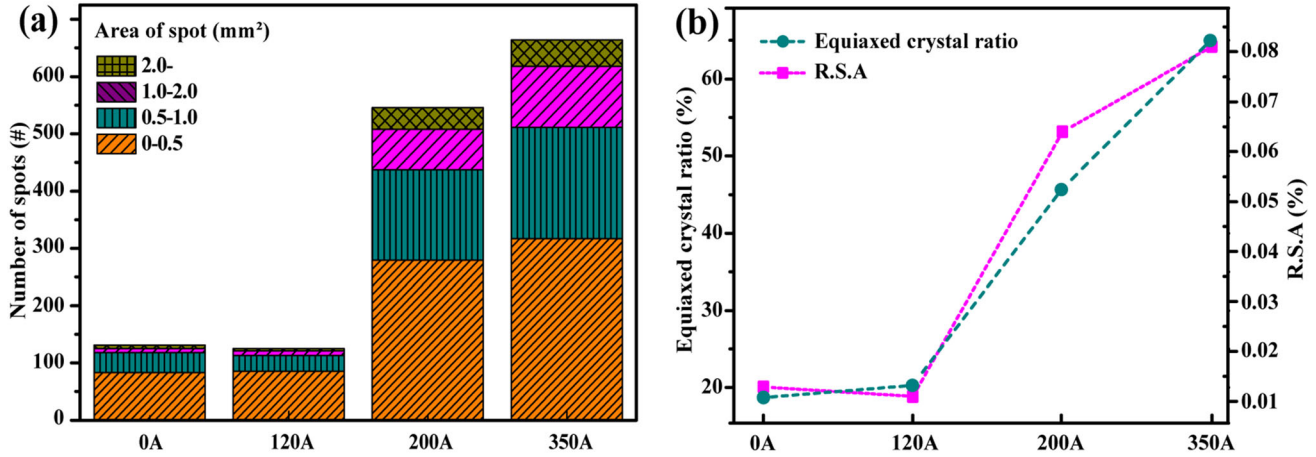 (a)
Area of spot (mm²)
2.0-
1.0-2.0
0.5-1.0
0-0.5
Number of spots (#)
600
500
400
300
200
100
0
0A 120A 200A 350A
(b)
Equiaxed crystal ratio
R.S.A
Equiaxed crystal ratio (%)
60
50
40
30
20
0A 120A 200A 350A
0.08
0.07
0.06
0.05
0.04
0.03
0.02
0.01
R.S.A (%)